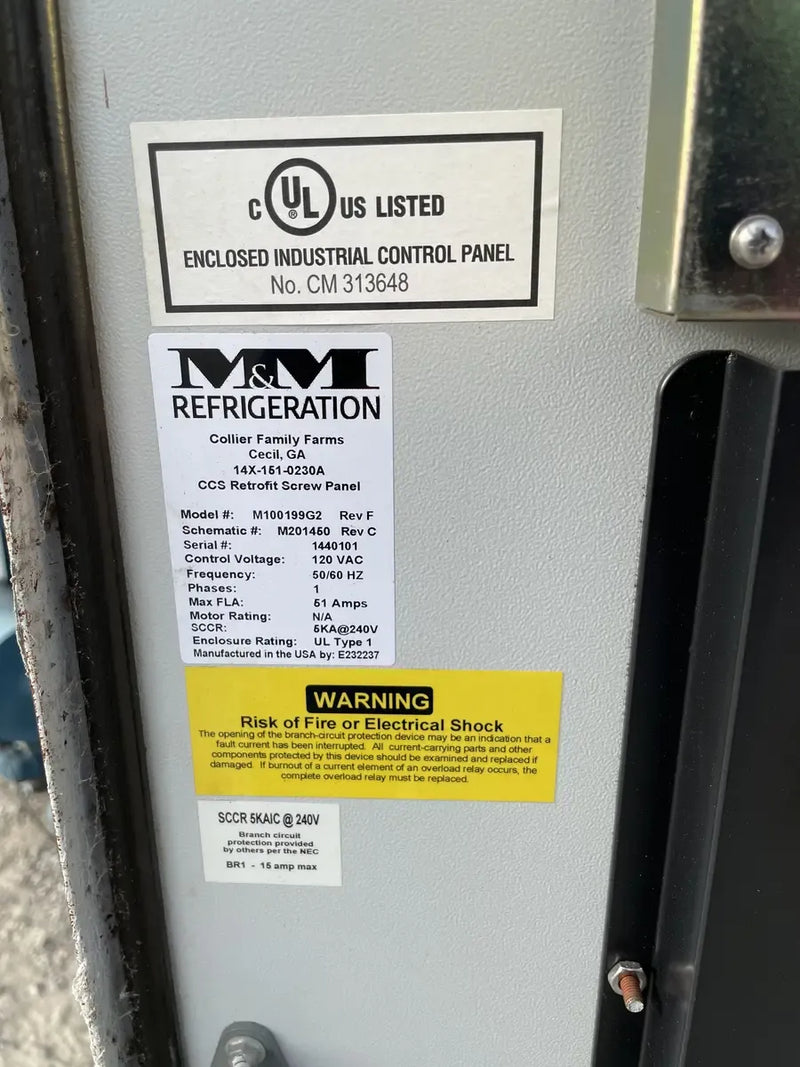 C UL® US LISTED
ENCLOSED INDUSTRIAL CONTROL PANEL
No. CM 313648
M&M
REFRIGERATION
Collier Family Farms
Cecil, GA
14X-151-0230A
CCS Retrofit Screw Panel
Model #: M100199G2 Rev F
Schematic #: M201450 Rev C
Serial #: 1440101
Control Voltage: 120 VAC
Frequency: 50/60 HZ
Phases: 1
Max FLA: 51 Amps
Motor Rating: N/A
SCCR: 5KA@240V
Enclosure Rating: UL Type 1
Manufactured in the USA by: E232237
WARNING
Risk of Fire or Electrical Shock
The opening of the branch-circuit protection device may be an indication that a
fault current has been interrupted. All current-carrying parts and other
components protected by this device should be examined and replaced if
damaged. If burnout of a current element of an overload relay occurs, the
complete overload relay must be replaced.
SCCR 5KAIC @ 240V
Branch circuit
protection provided
by others per the NEC
BR1 - 15 amp max